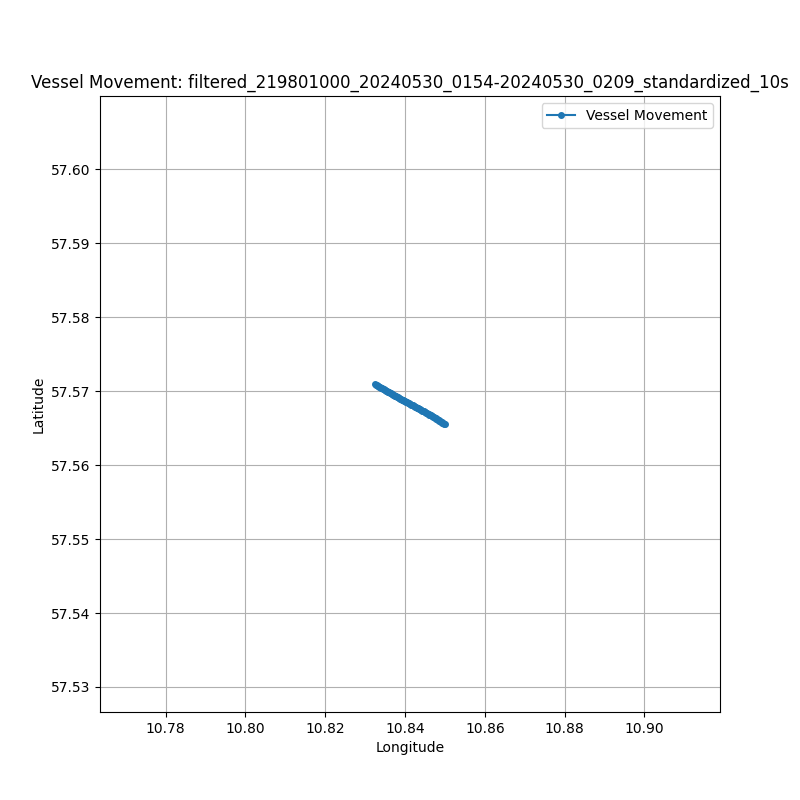 Vessel Movement: filtered_219801000_20240530_0154-20240530_0209_standardized_10s
Vessel Movement
57.60
57.59
57.58
57.57
57.56
57.55
57.54
57.53
Latitude
10.78 10.80 10.82 10.84 10.86 10.88 10.90
Longitude